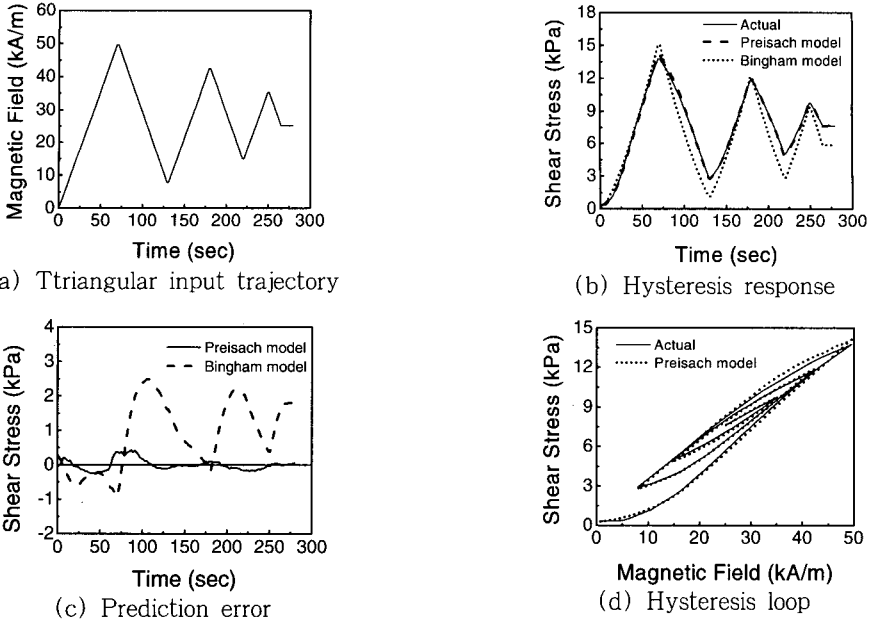 60
50
40
30
20
10
0
Magnetic Field (kA/m)
0 50 100 150 200 250 300
Time (sec)
a) Ttriangular input trajectory
18
15
12
9
6
3
0
Shear Stress (kPa)
Actual
Preisach model
Bingham model
0 50 100 150 200 250 300
Time (sec)
(b) Hysteresis response
4
3
2
1
0
-1
-2
Shear Stress (kPa)
Preisach model
Bingham model
0 50 100 150 200 250 300
Time (sec)
(c) Prediction error
15
12
9
6
3
0
Shear Stress (kPa)
Actual
Preisach model
0 10 20 30 40 50
Magnetic Field (kA/m)
(d) Hysteresis loop